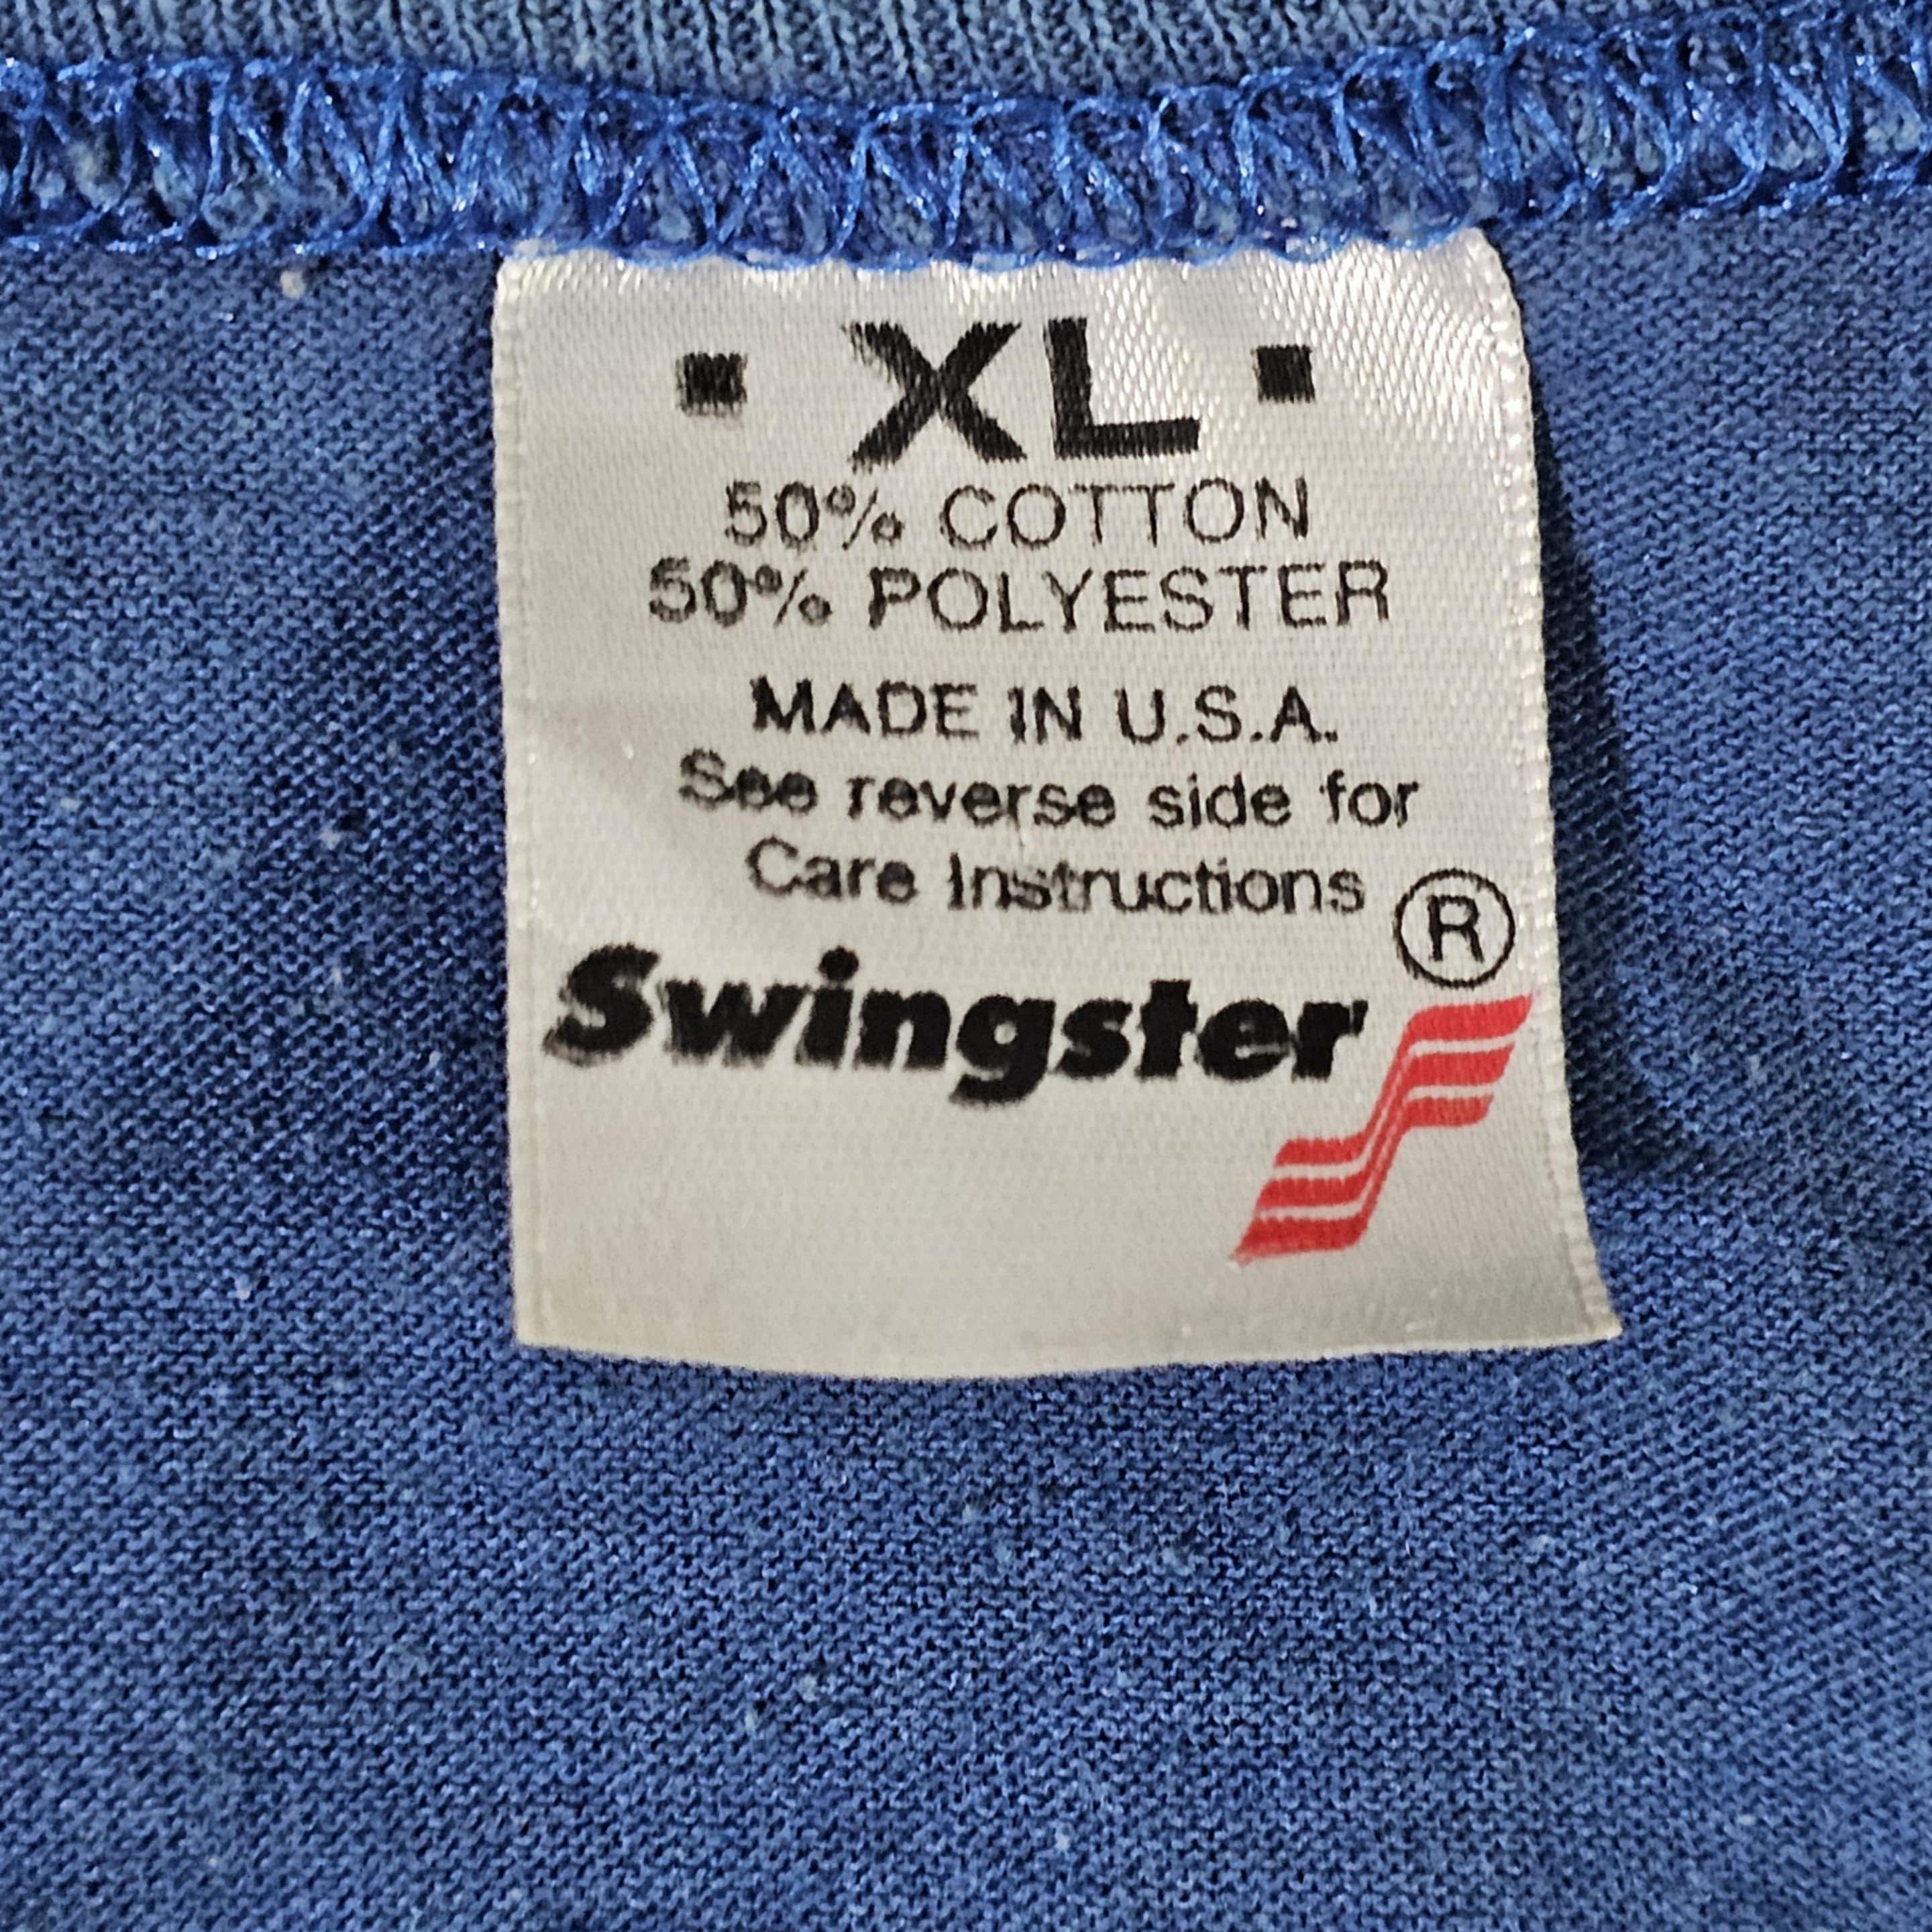 ▪ XL ▪
50% COTTON
50% POLYESTER
MADE IN U.S.A.
See reverse side for
Care Instructions
Swingster ®